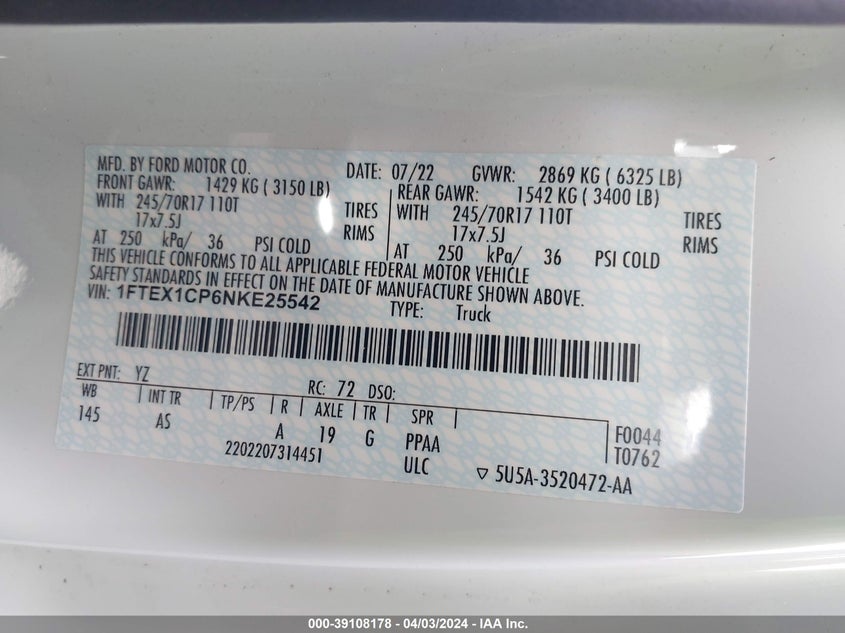 MFD. BY FORD MOTOR CO.
DATE: 07/22 GVWR: 2869 KG ( 6325 LB)
FRONT GAWR: 1429 KG ( 3150 LB)
REAR GAWR: 1542 KG ( 3400 LB)
WITH 245/70R17 110T TIRES
17x7.5J RIMS
AT 250 kPa/ 36 PSI COLD
WITH 245/70R17 110T TIRES
17x7.5J RIMS
AT 250 kPa/ 36 PSI COLD
THIS VEHICLE CONFORMS TO ALL APPLICABLE FEDERAL MOTOR VEHICLE
SAFETY STANDARDS IN EFFECT ON THE DATE OF MANUFACTURE SHOWN ABOVE.
VIN: 1FTEX1CP6NKE25542
TYPE: Truck
EXT PNT: YZ RC: 72 DSO:
WB INT TR TP/PS R AXLE TR SPR
145 AS A 19 G PPAA
F0044
T0762
2202207314451 ULC
▽ 5U5A-3520472-AA
000-39108178 - 04/03/2024 - IAA Inc.